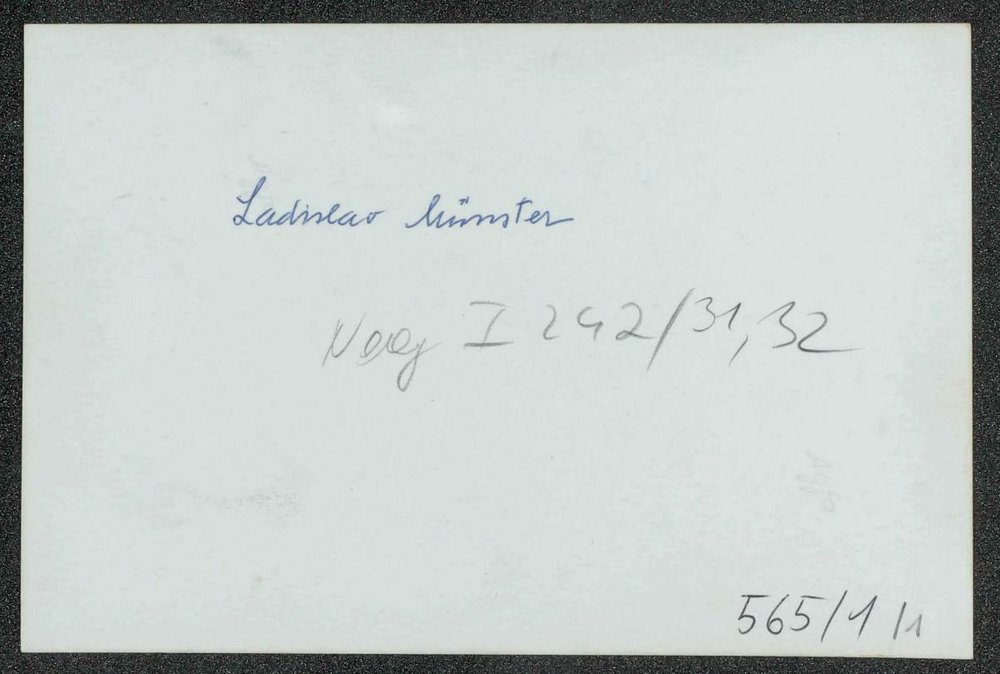 Ladislav Münster
Neg I 242/31,32
565/1/1